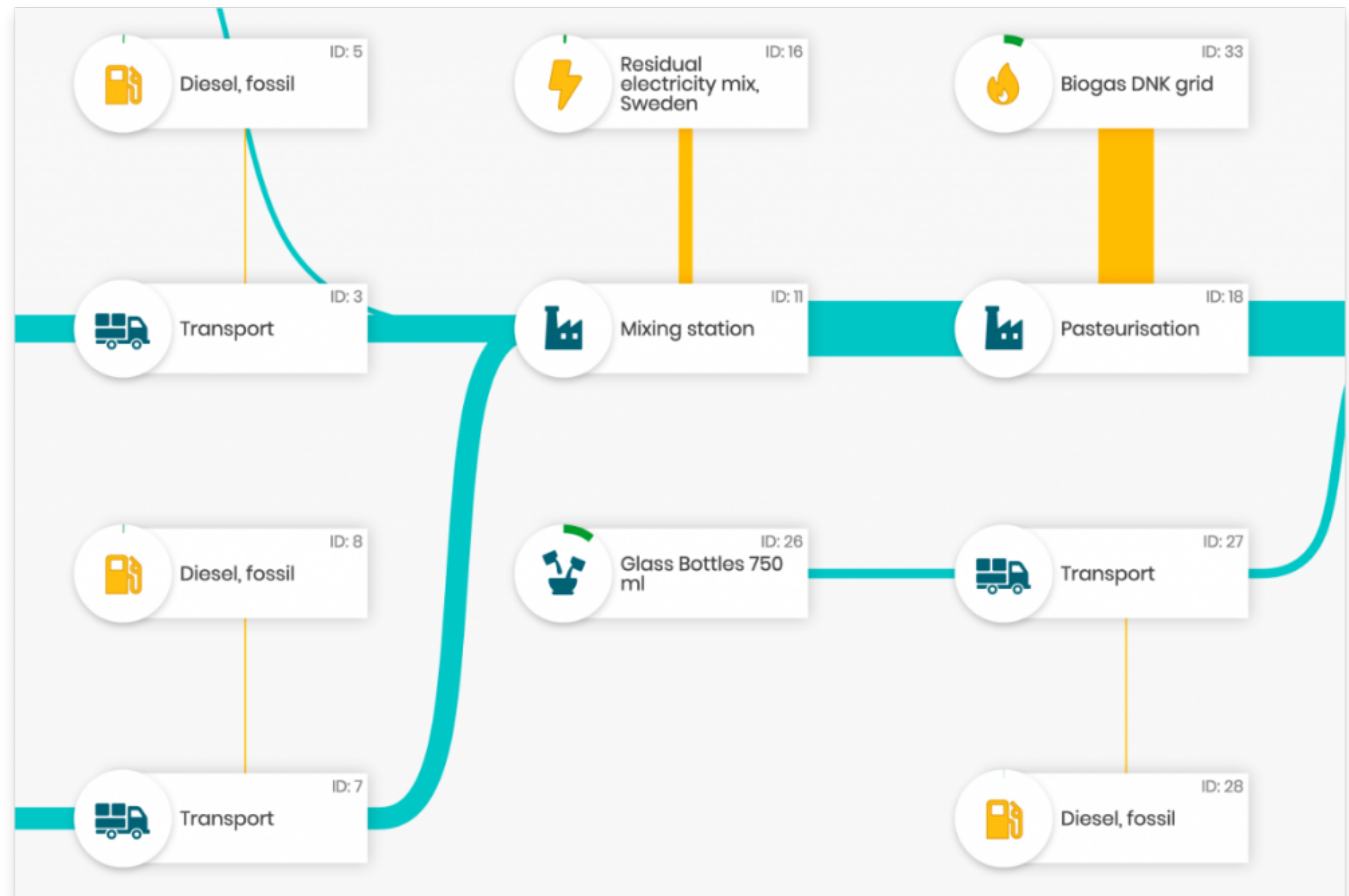 ID: 5
Diesel, fossil
ID: 16
Residual
electricity mix,
Sweden
ID: 33
Biogas DNK grid
ID: 3
Transport
ID: 11
Mixing station
ID: 18
Pasteurisation
ID: 8
Diesel, fossil
ID: 26
Glass Bottles 750
ml
ID: 27
Transport
ID: 7
Transport
ID: 28
Diesel, fossil